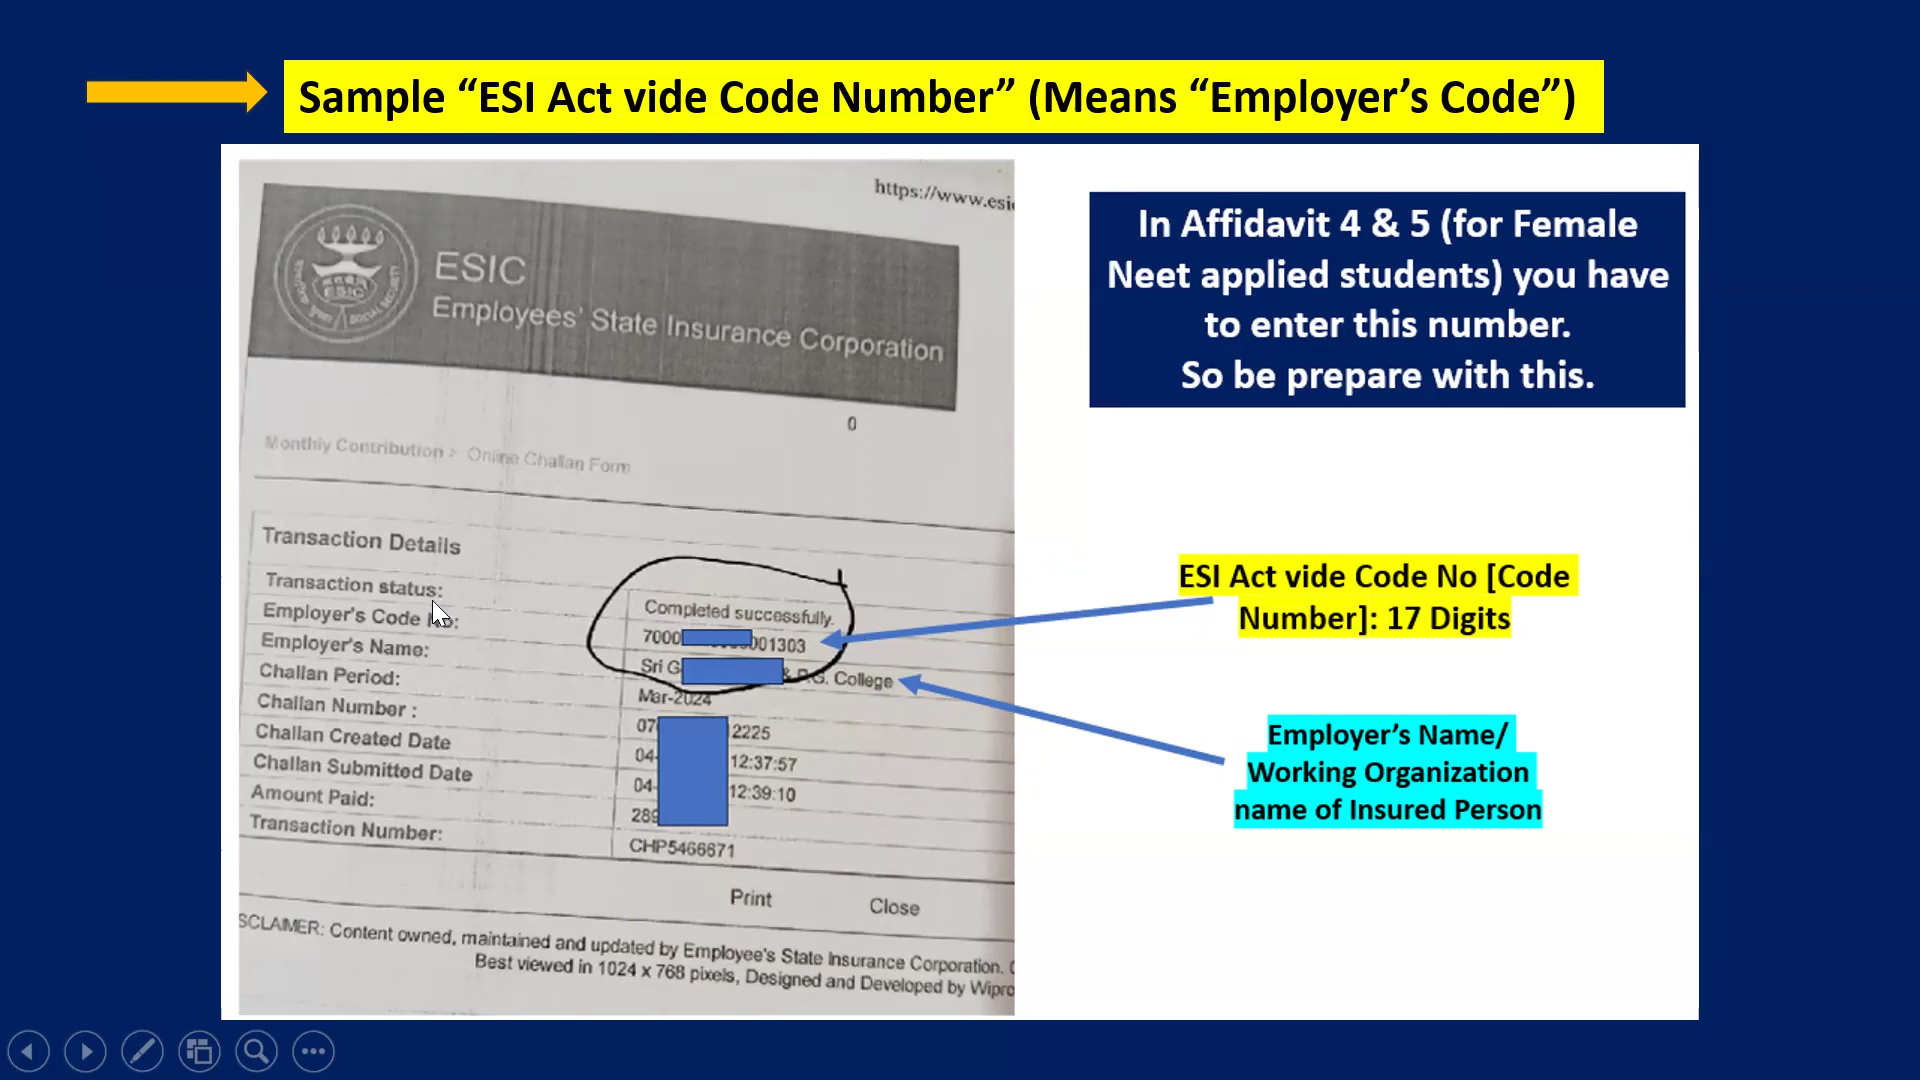 Sample “ESI Act vide Code Number” (Means “Employer’s Code”)
https://www.esic
ESIC
Employees' State Insurance Corporation
0
Monthly Contribution > Online Challan Form
Transaction Details
Transaction status: Completed successfully.
Employer's Code No: 7000 001303
Employer's Name: Sri G & P.G. College
Challan Period: Mar-2024
Challan Number : 07 2225
Challan Created Date 04- 12:37:57
Challan Submitted Date 04- 12:39:10
Amount Paid: 289
Transaction Number: CHP5466671
Print Close
SCLAIMER: Content owned, maintained and updated by Employee's State Insurance Corporation.
Best viewed in 1024 x 768 pixels, Designed and Developed by Wipro
In Affidavit 4 & 5 (for Female
Neet applied students) you have
to enter this number.
So be prepare with this.
ESI Act vide Code No [Code
Number]: 17 Digits
Employer’s Name/
Working Organization
name of Insured Person